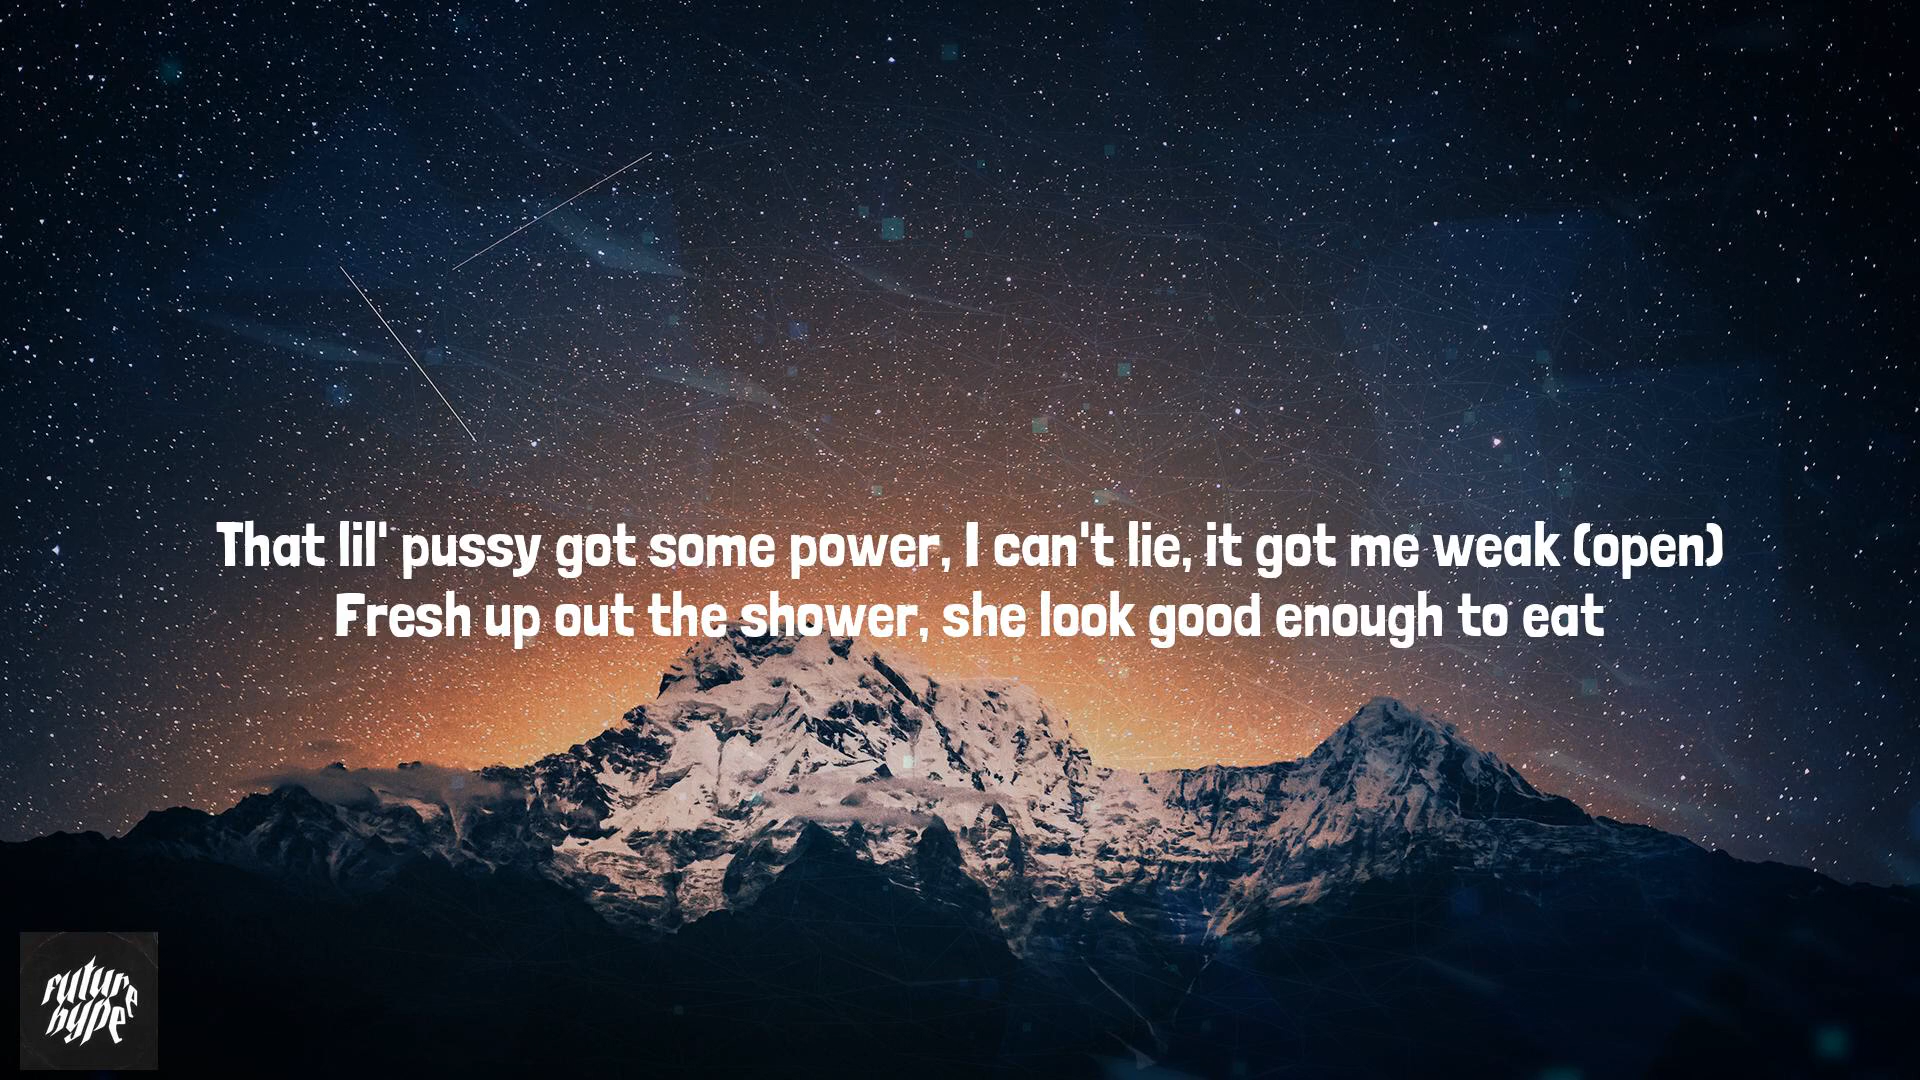 That lil' pussy got some power, I can't lie, it got me weak (open)
Fresh up out the shower, she look good enough to eat
future
hype